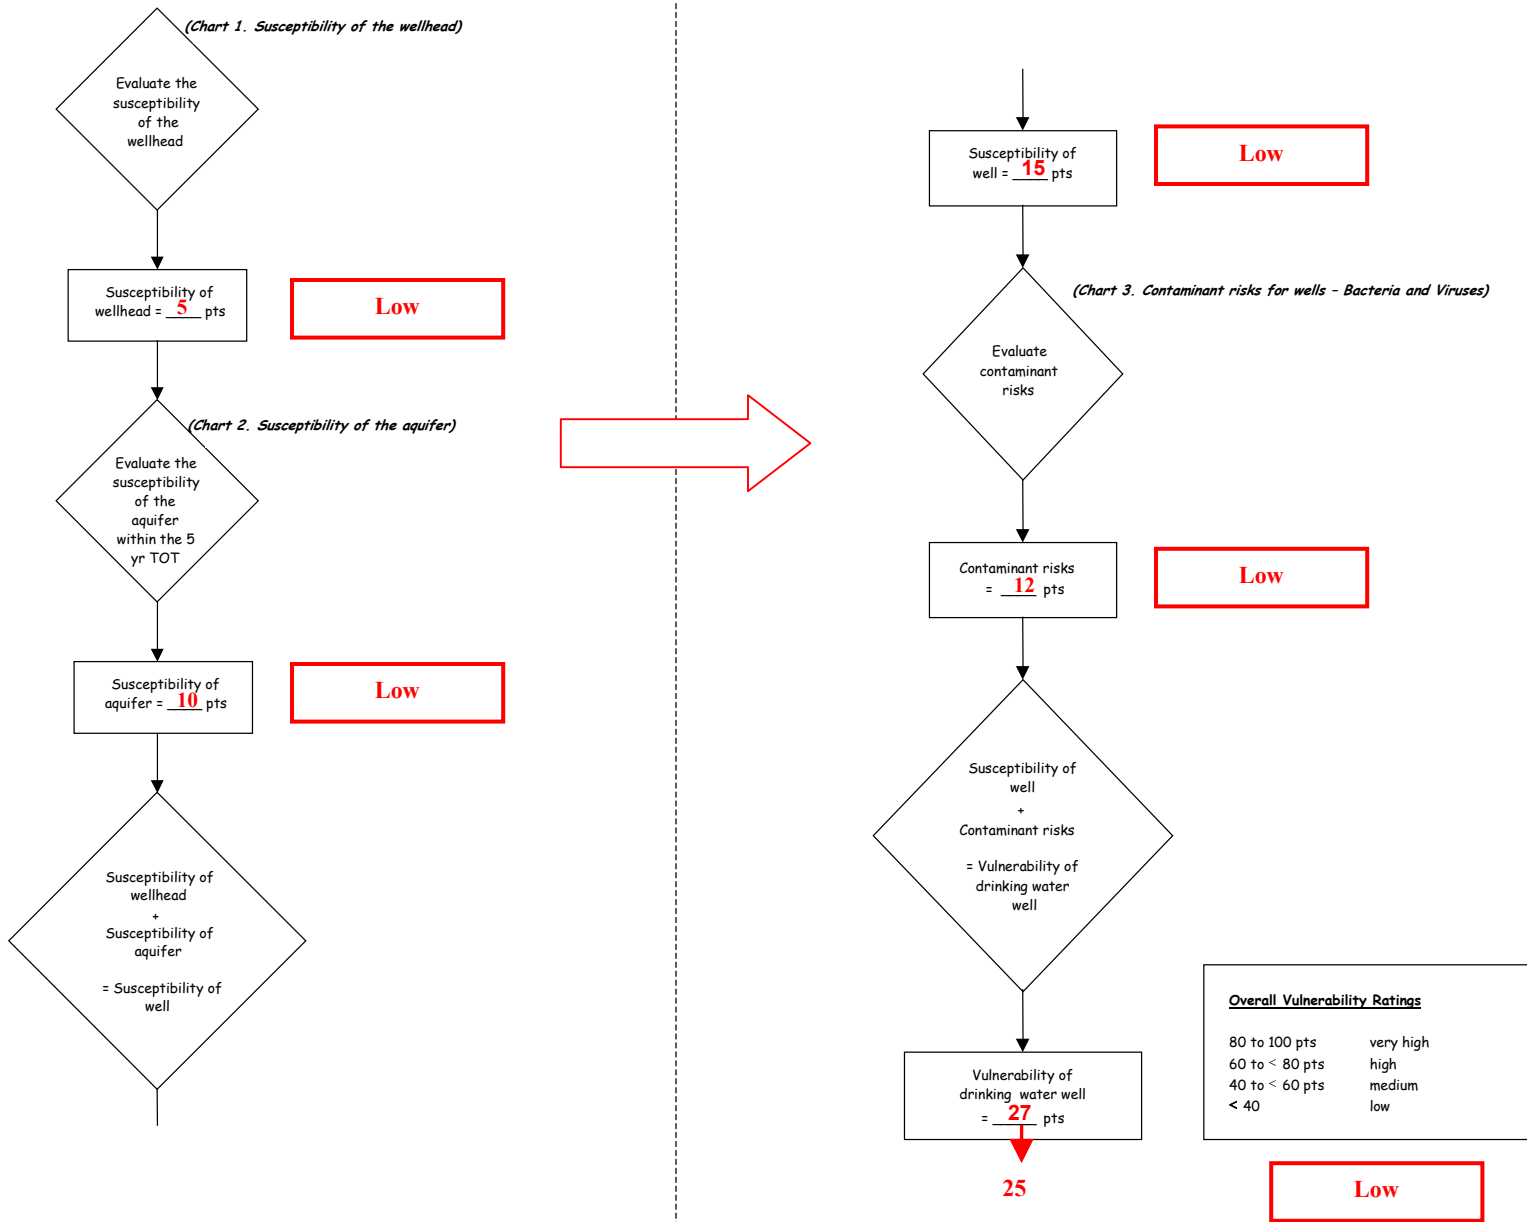 (Chart 1. Susceptibility of the wellhead)
Evaluate the
susceptibility
of the
wellhead
Susceptibility of
wellhead = 5 pts
Low
(Chart 2. Susceptibility of the aquifer)
Evaluate the
susceptibility
of the
aquifer
within the 5
yr TOT
Susceptibility of
aquifer = 10 pts
Low
Susceptibility of
wellhead
+
Susceptibility of
aquifer
= Susceptibility of
well
Susceptibility of
well = 15 pts
Low
(Chart 3. Contaminant risks for wells – Bacteria and Viruses)
Evaluate
contaminant
risks
Contaminant risks
= 12 pts
Low
Susceptibility of
well
+
Contaminant risks
= Vulnerability of
drinking water
well
Vulnerability of
drinking water well
= 27 pts
25
Overall Vulnerability Ratings
80 to 100 pts very high
60 to < 80 pts high
40 to < 60 pts medium
< 40 low
Low